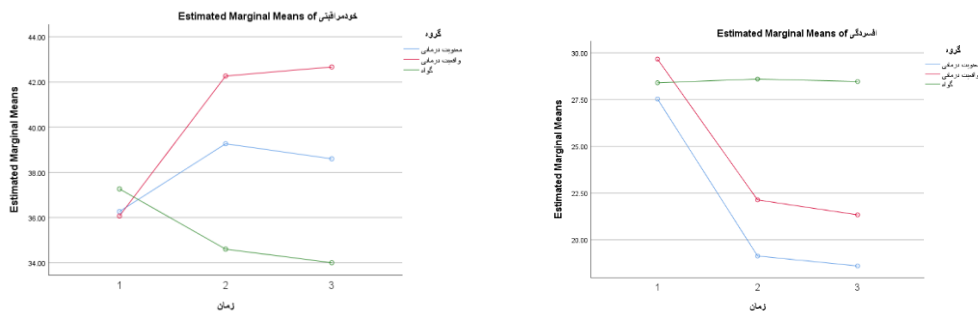 Estimated Marginal Means of خودمراقبتی
گروه
معنویت درمانی
واقعیت درمانی
گواه
Estimated Marginal Means
44.00
42.00
40.00
38.00
36.00
34.00
1 2 3
زمان
Estimated Marginal Means of افسردگی
گروه
معنویت درمانی
واقعیت درمانی
گواه
Estimated Marginal Means
30.00
27.50
25.00
22.50
20.00
1 2 3
زمان